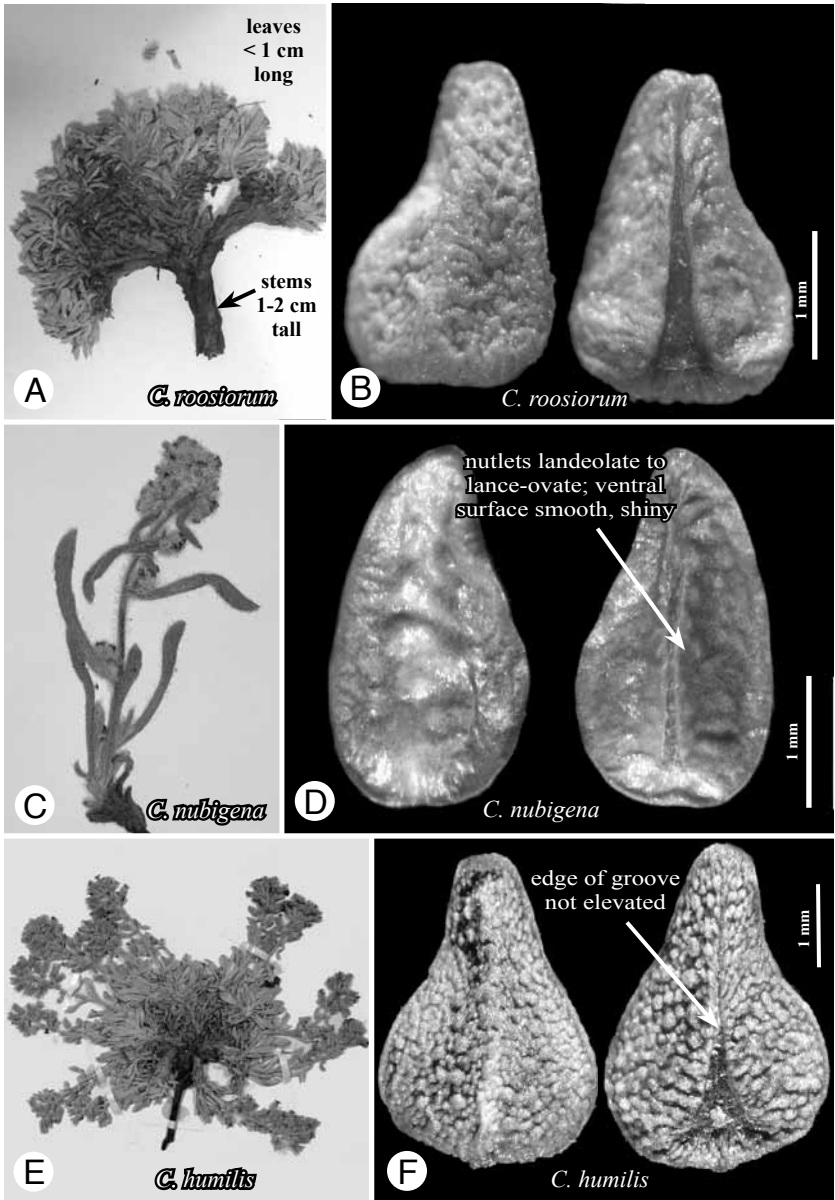 leaves
< 1 cm
long
stems
1-2 cm
tall
A
C. roosiorum
1 mm
B
C. roosiorum
C
C. nubigena
nutlets landeolate to
lance-ovate; ventral
surface smooth, shiny
1 mm
D
C. nubigena
E
C. humilis
edge of groove
not elevated
1 mm
F
C. humilis